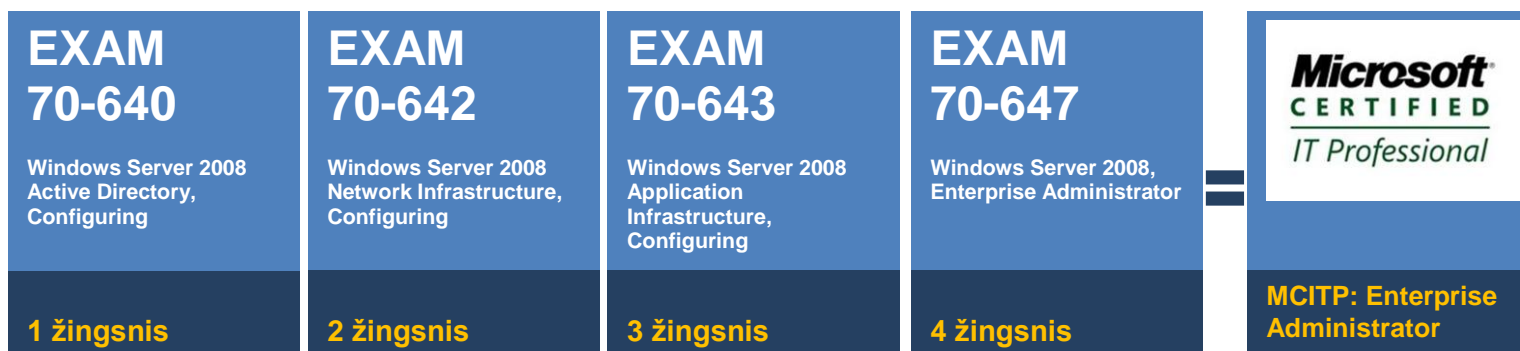 EXAM
70-640
Windows Server 2008
Active Directory,
Configuring
1 žingsnis
EXAM
70-642
Windows Server 2008
Network Infrastructure,
Configuring
2 žingsnis
EXAM
70-643
Windows Server 2008
Application
Infrastructure,
Configuring
3 žingsnis
EXAM
70-647
Windows Server 2008,
Enterprise Administrator
4 žingsnis
=
Microsoft®
CERTIFIED
IT Professional
MCITP: Enterprise
Administrator